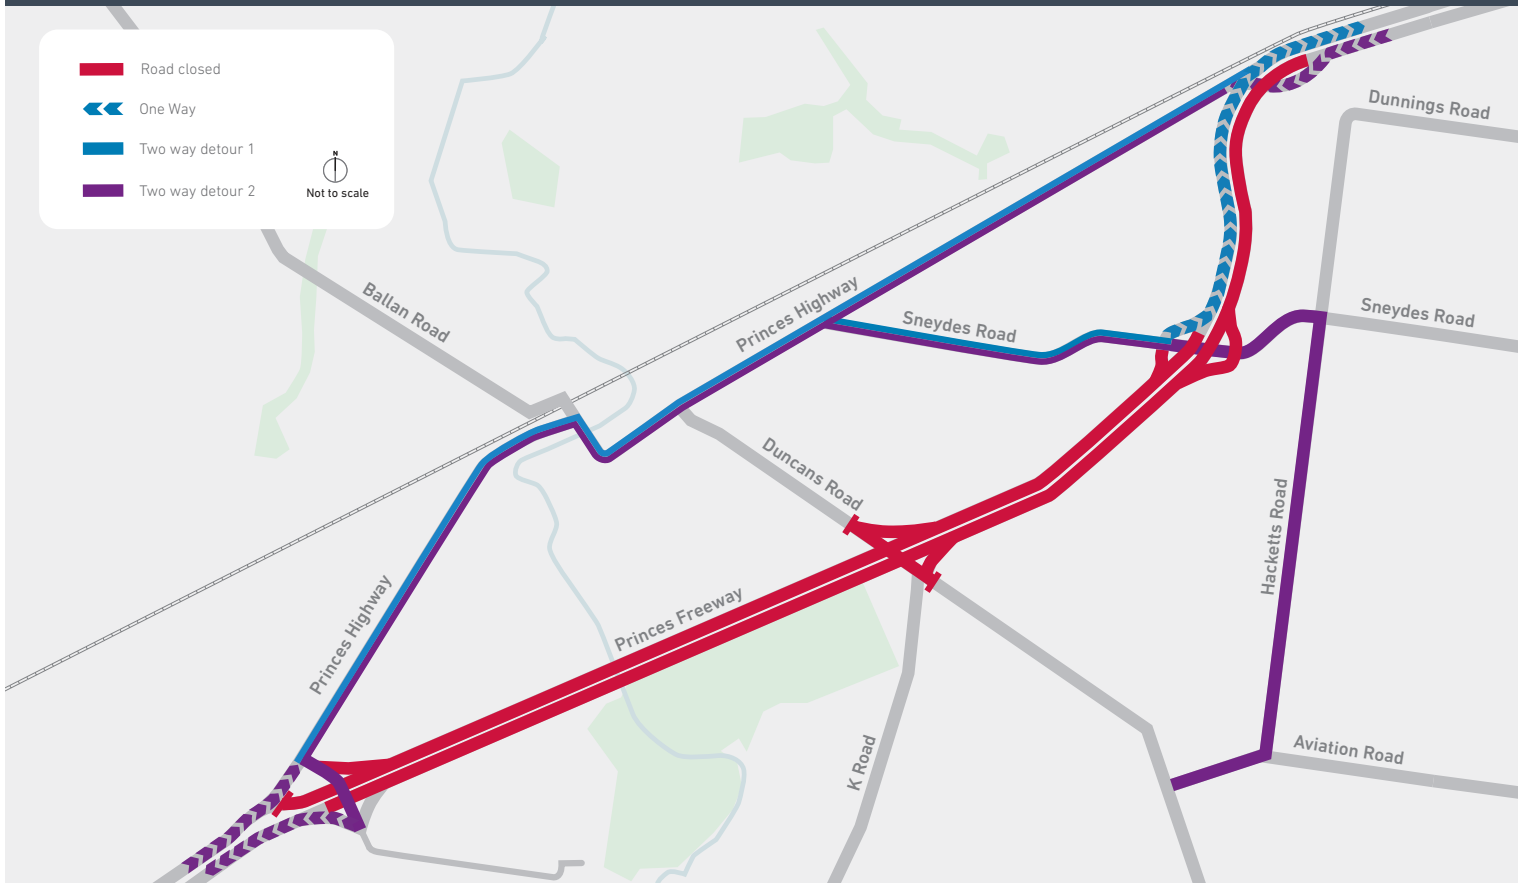 Road closed
One Way
Two way detour 1
Two way detour 2
N
Not to scale
Dunnings Road
Ballan Road
Princes Highway
Sneydes Road
Sneydes Road
Duncans Road
Hacketts Road
Princes Highway
Princes Freeway
K Road
Aviation Road